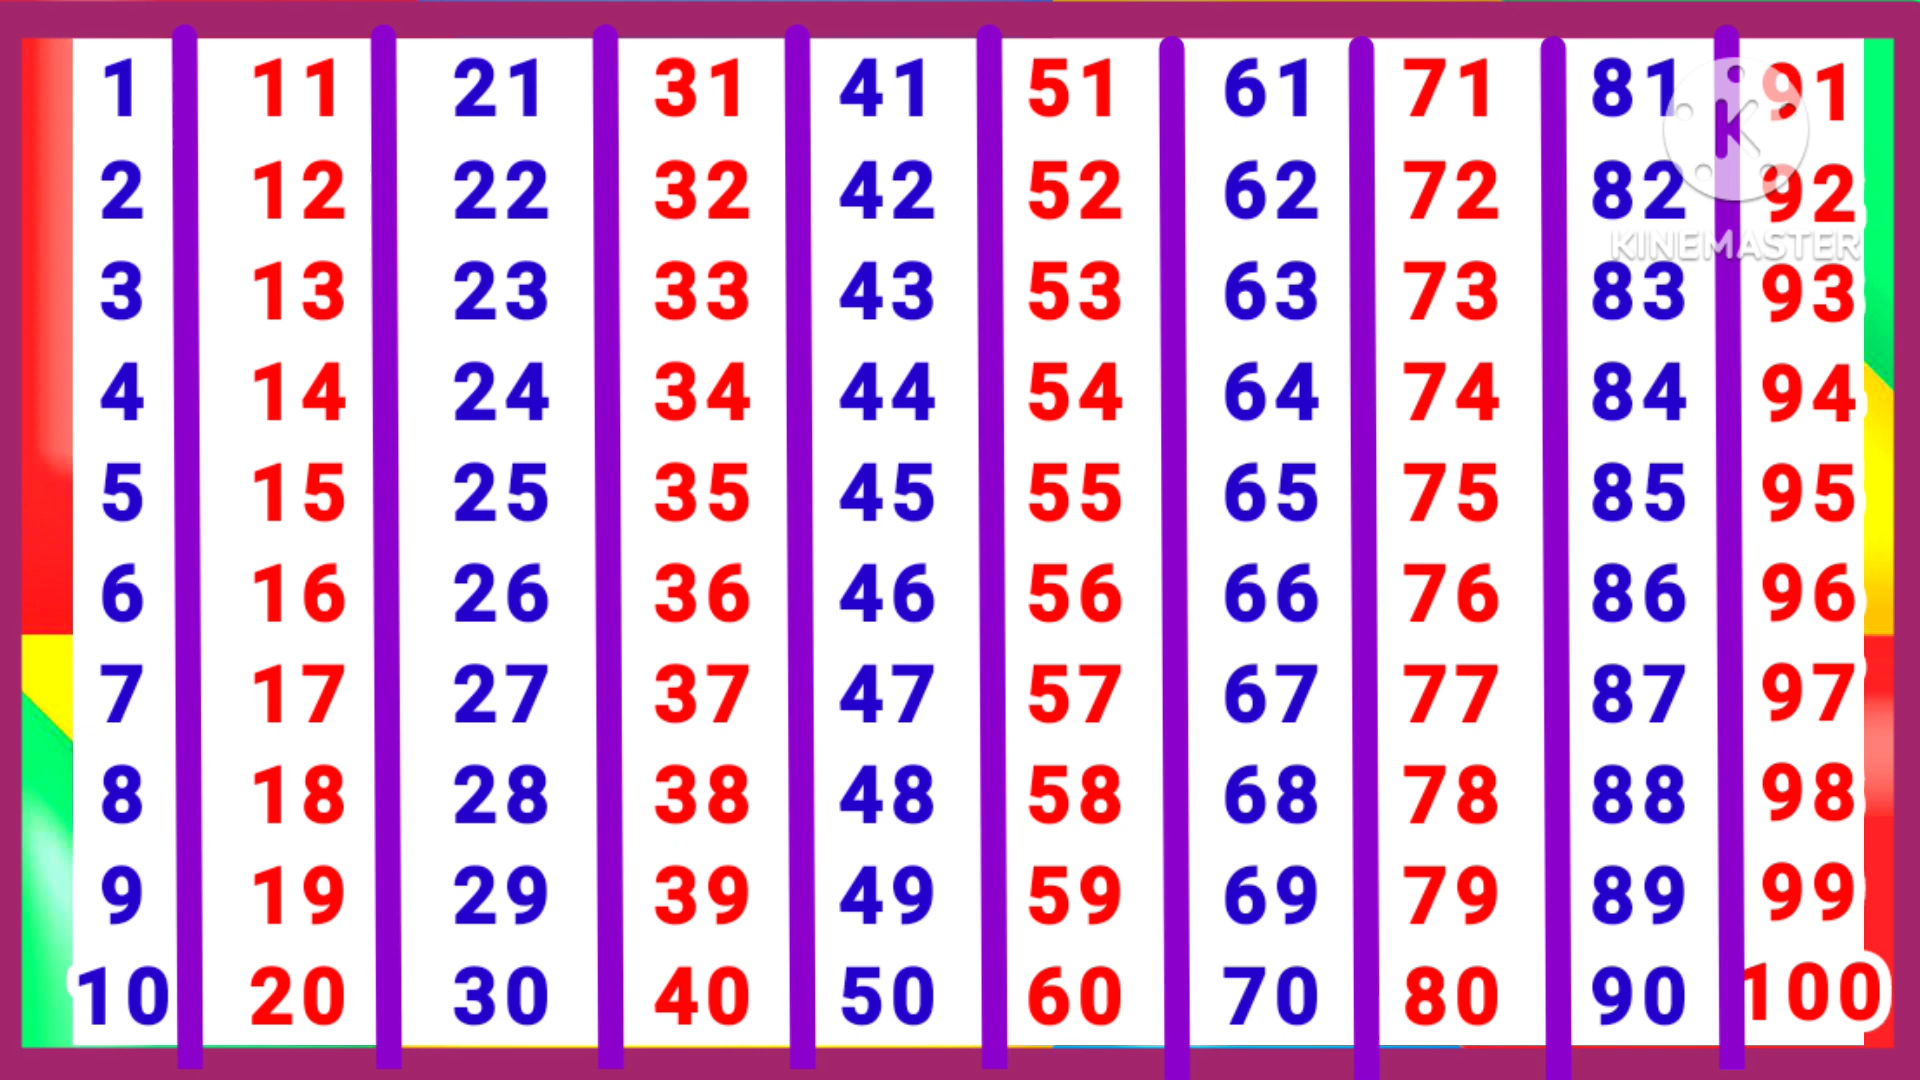 1 11 21 31 41 51 61 71 81 91
2 12 22 32 42 52 62 72 82 92
KINEMASTER
3 13 23 33 43 53 63 73 83 93
4 14 24 34 44 54 64 74 84 94
5 15 25 35 45 55 65 75 85 95
6 16 26 36 46 56 66 76 86 96
7 17 27 37 47 57 67 77 87 97
8 18 28 38 48 58 68 78 88 98
9 19 29 39 49 59 69 79 89 99
10 20 30 40 50 60 70 80 90 100